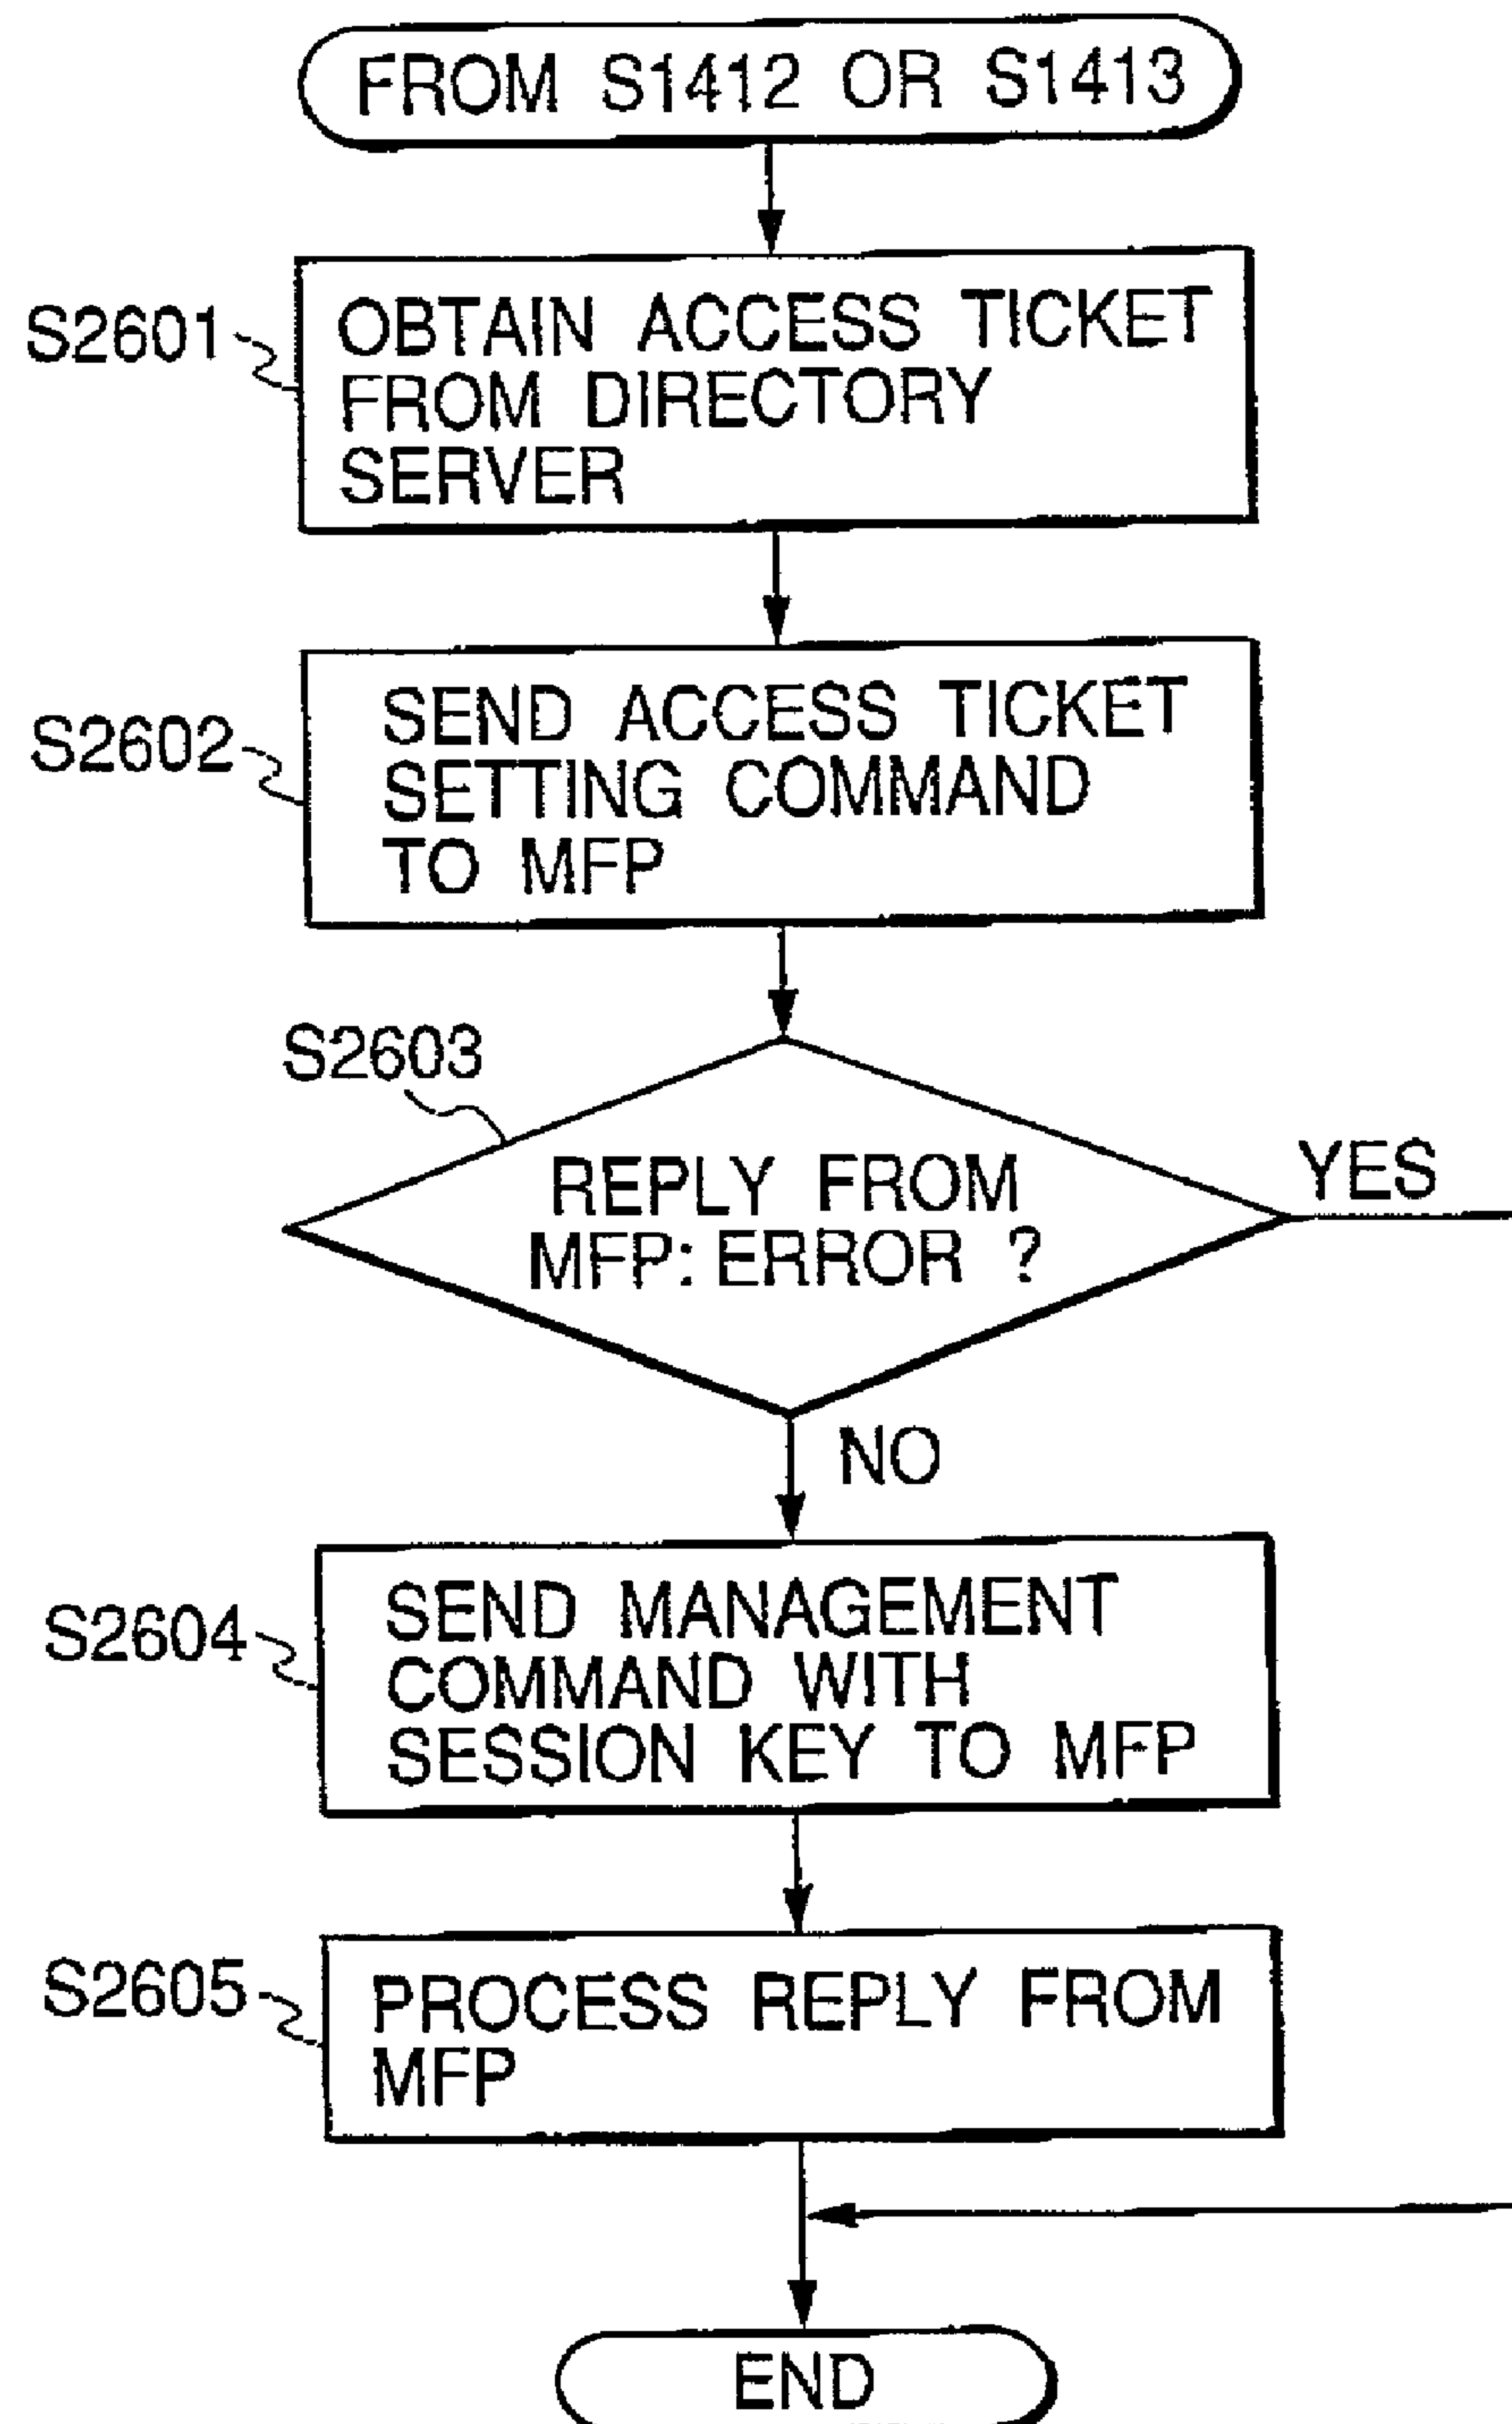 FROM S1412 OR S1413
S2601
OBTAIN ACCESS TICKET
FROM DIRECTORY
SERVER
S2602
SEND ACCESS TICKET
SETTING COMMAND
TO MFP
S2603
REPLY FROM
MFP: ERROR ?
YES
NO
S2604
SEND MANAGEMENT
COMMAND WITH
SESSION KEY TO MFP
S2605
PROCESS REPLY FROM
MFP
END